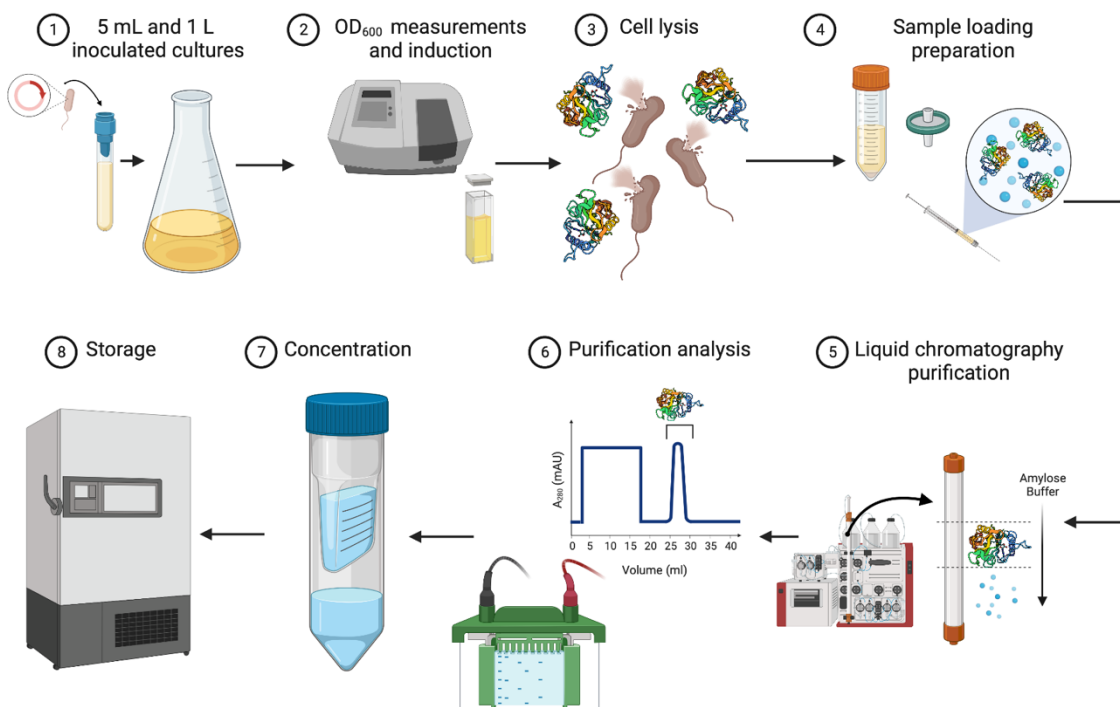 1 5 mL and 1 L
inoculated cultures
2 OD₆₀₀ measurements
and induction
3 Cell lysis
4 Sample loading
preparation
8 Storage
7 Concentration
6 Purification analysis
A₂₈₀ (mAU)
0 5 10 15 20 25 30 35 40
Volume (ml)
5 Liquid chromatography
purification
Amylose
Buffer